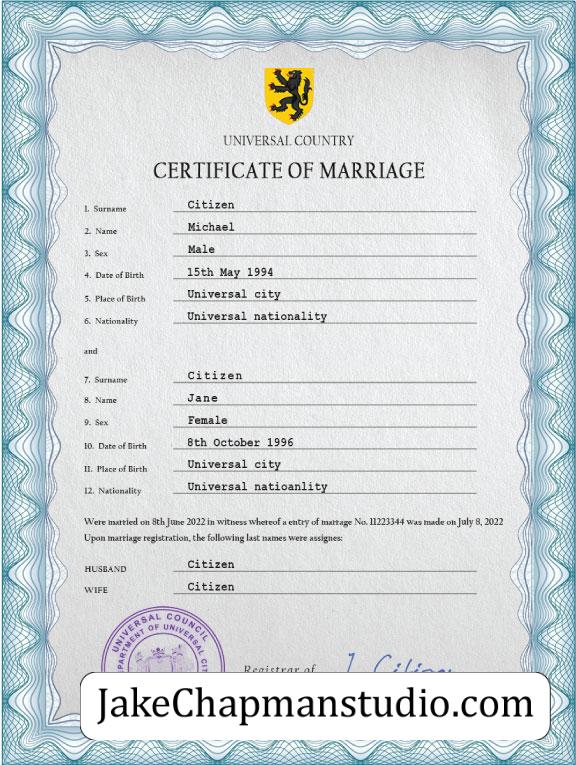 UNIVERSAL COUNTRY
CERTIFICATE OF MARRIAGE
1. Surname Citizen
2. Name Michael
3. Sex Male
4. Date of Birth 15th May 1994
5. Place of Birth Universal city
6. Nationality Universal nationality
and
7. Surname Citizen
8. Name Jane
9. Sex Female
10. Date of Birth 8th October 1996
11. Place of Birth Universal city
12. Nationality Universal natioanlity
Were married on 8th June 2022 in witness whereof a entry of marrage No. 11223344 was made on July 8, 2022
Upon marriage registration, the following last names were assignes:
HUSBAND Citizen
WIFE Citizen
UNIVERSAL COUNCIL
DEPARTMENT OF UNIVERSAL
Registrar of J. Citizen
JakeChapmanstudio.com